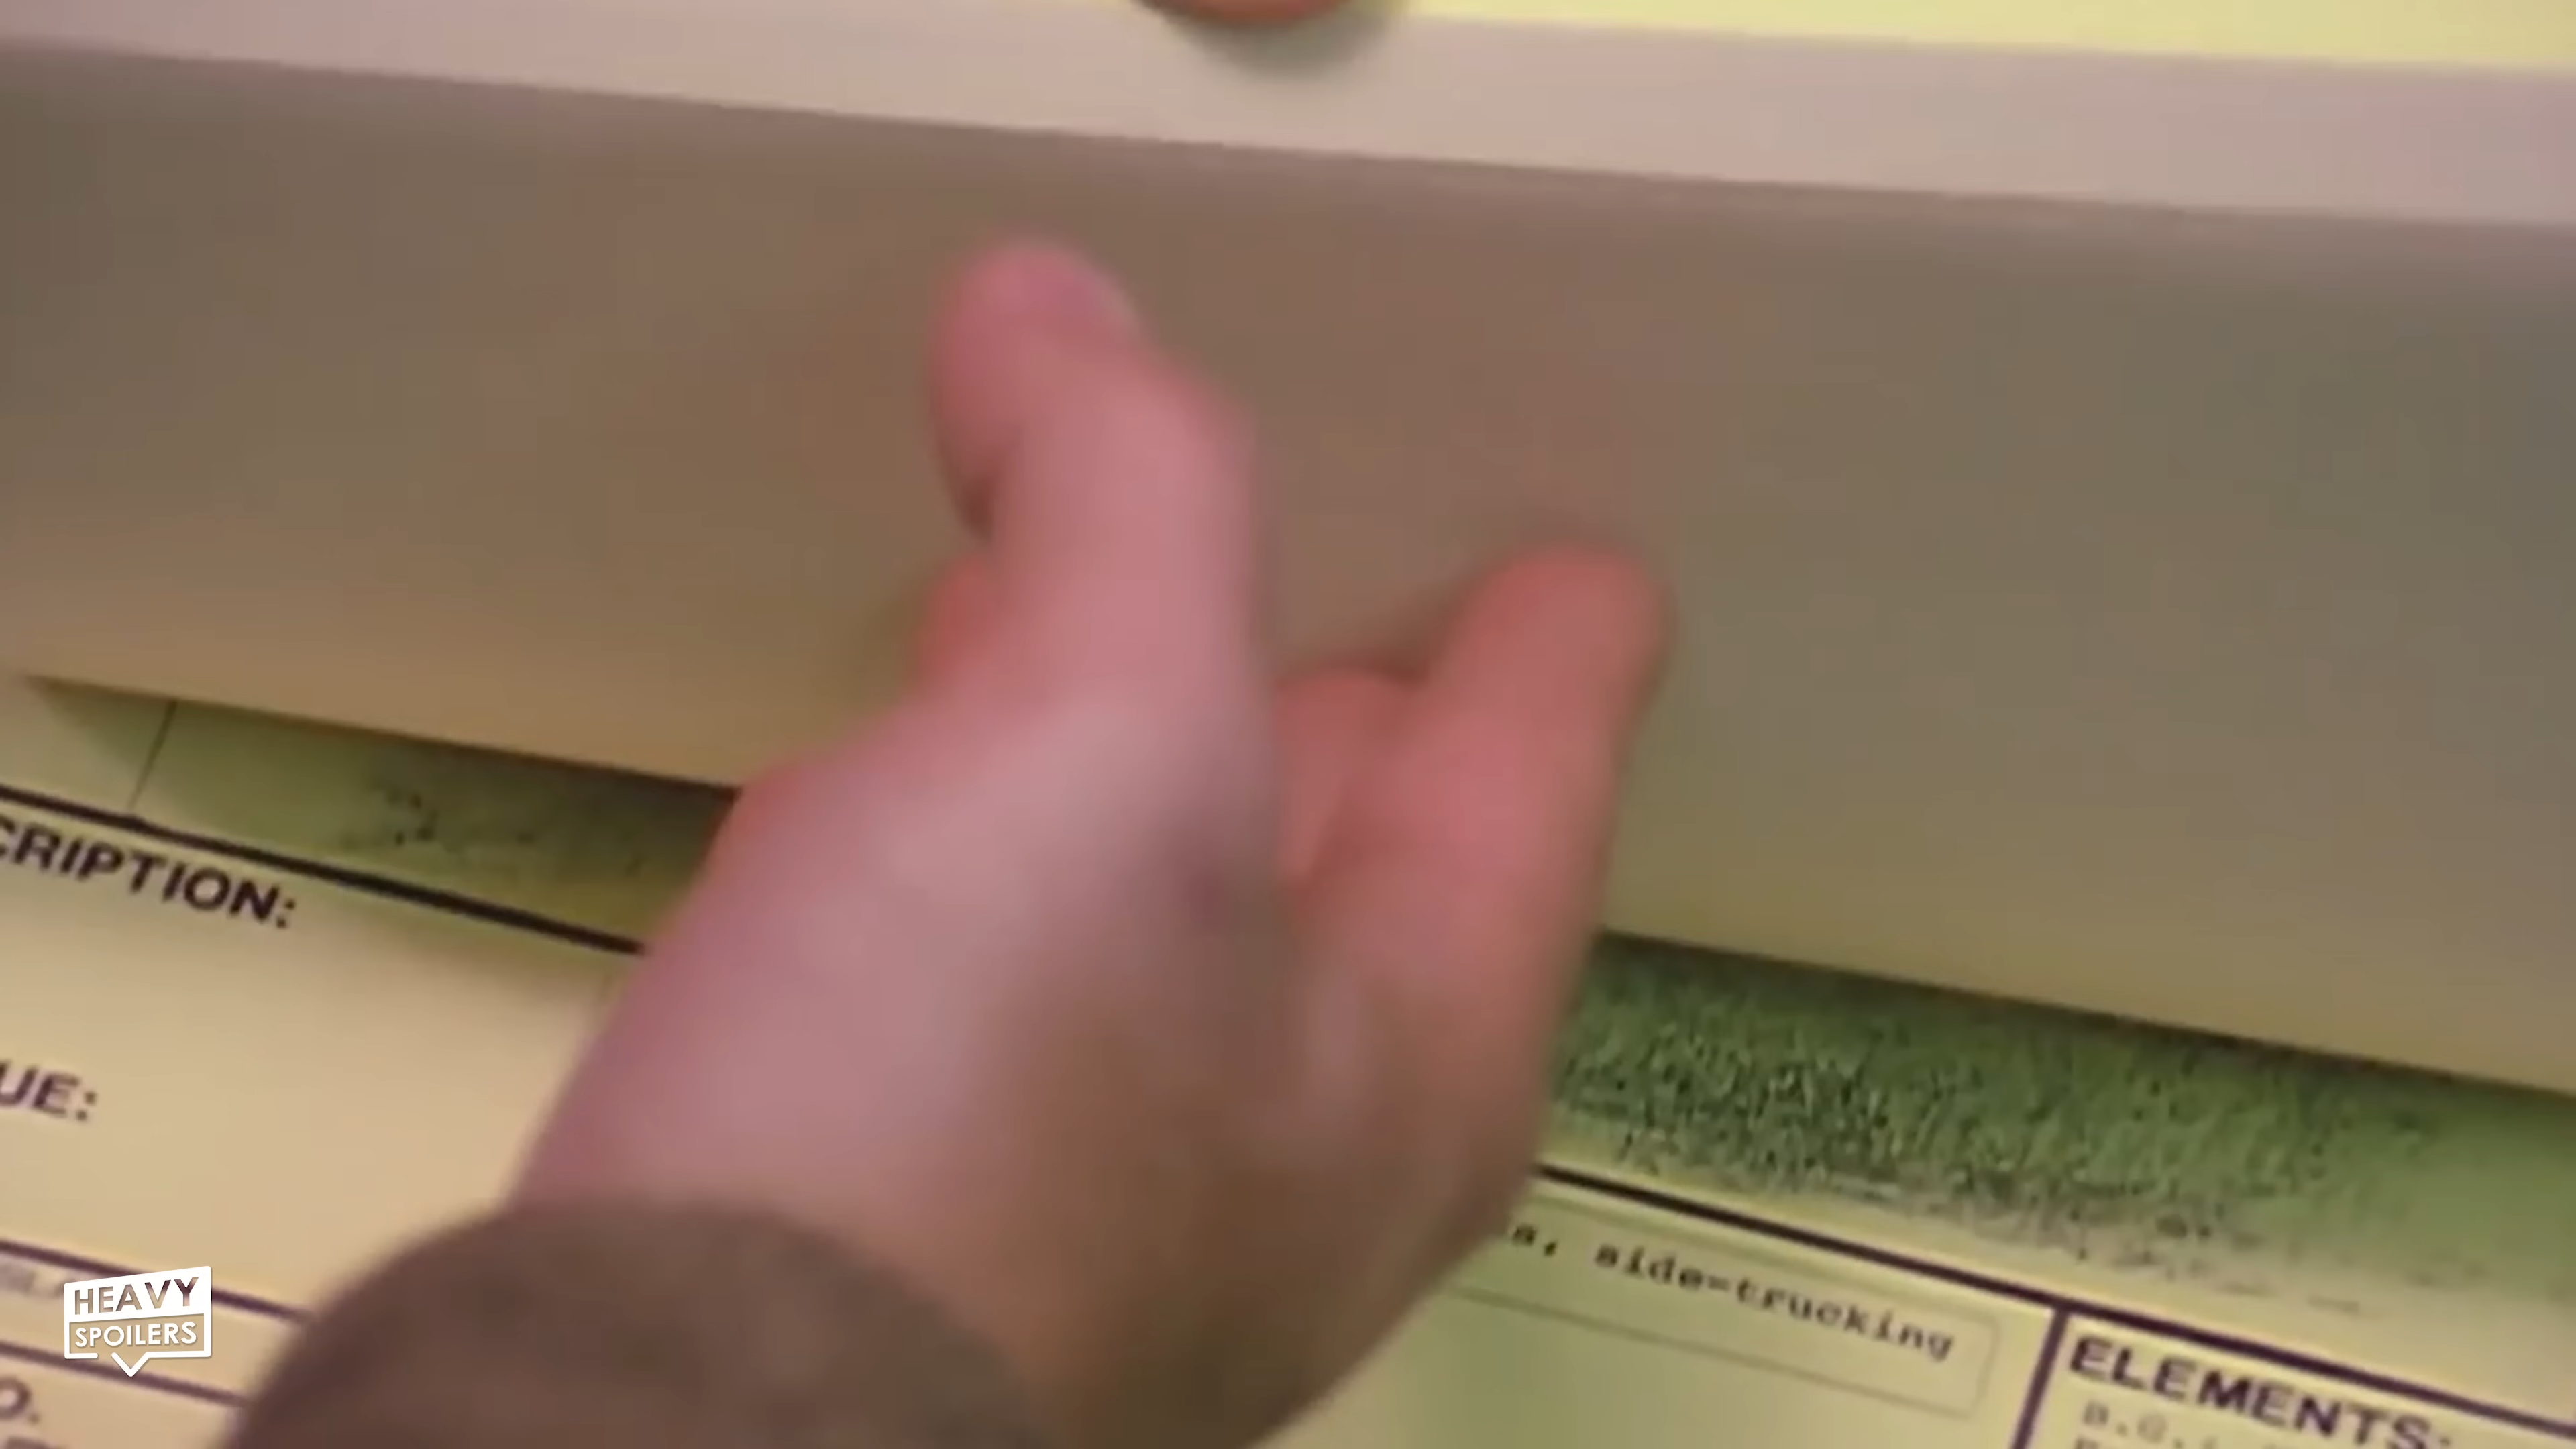 CRIPTION:
UE:
side-trucking
ELEMENTS:
HEAVY
SPOILERS
O.